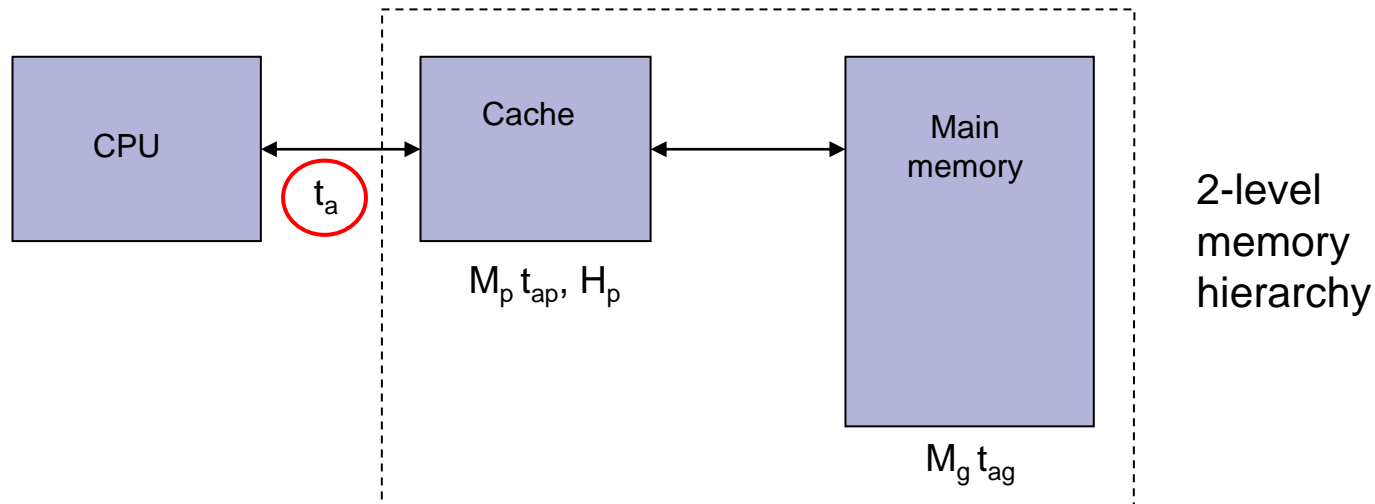 CPU
t_a
Cache
M_p t_ap, H_p
Main
memory
M_g t_ag
2-level
memory
hierarchy